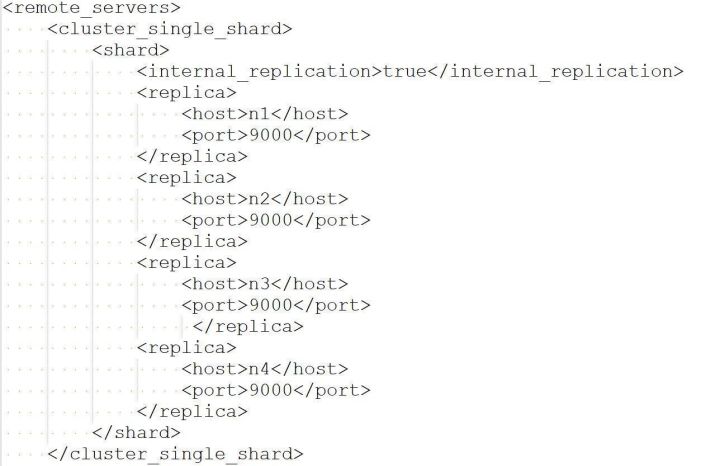 <remote_servers>
    <cluster_single_shard>
        <shard>
            <internal_replication>true</internal_replication>
            <replica>
                <host>n1</host>
                <port>9000</port>
            </replica>
            <replica>
                <host>n2</host>
                <port>9000</port>
            </replica>
            <replica>
                <host>n3</host>
                <port>9000</port>
                 </replica>
            <replica>
                <host>n4</host>
                <port>9000</port>
            </replica>
        </shard>
    </cluster_single_shard>